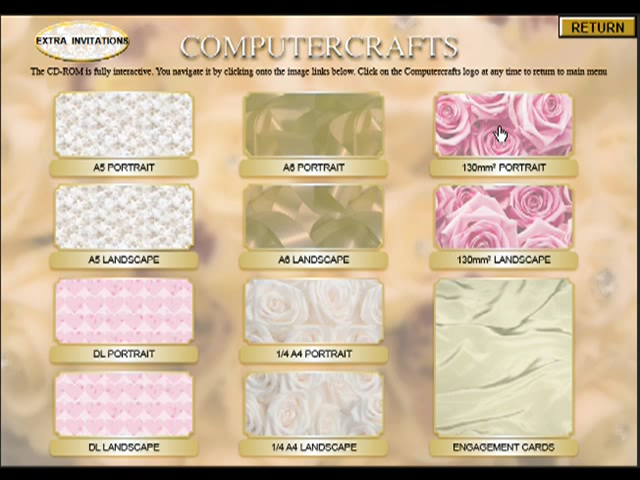 EXTRA INVITATIONS
COMPUTERCRAFTS
RETURN
The CD-ROM is fully interactive. You navigate it by clicking onto the image links below. Click on the Computercrafts logo at any time to return to main menu
A5 PORTRAIT
A6 PORTRAIT
130mm² PORTRAIT
A5 LANDSCAPE
A6 LANDSCAPE
130mm² LANDSCAPE
DL PORTRAIT
1/4 A4 PORTRAIT
DL LANDSCAPE
1/4 A4 LANDSCAPE
ENGAGEMENT CARDS